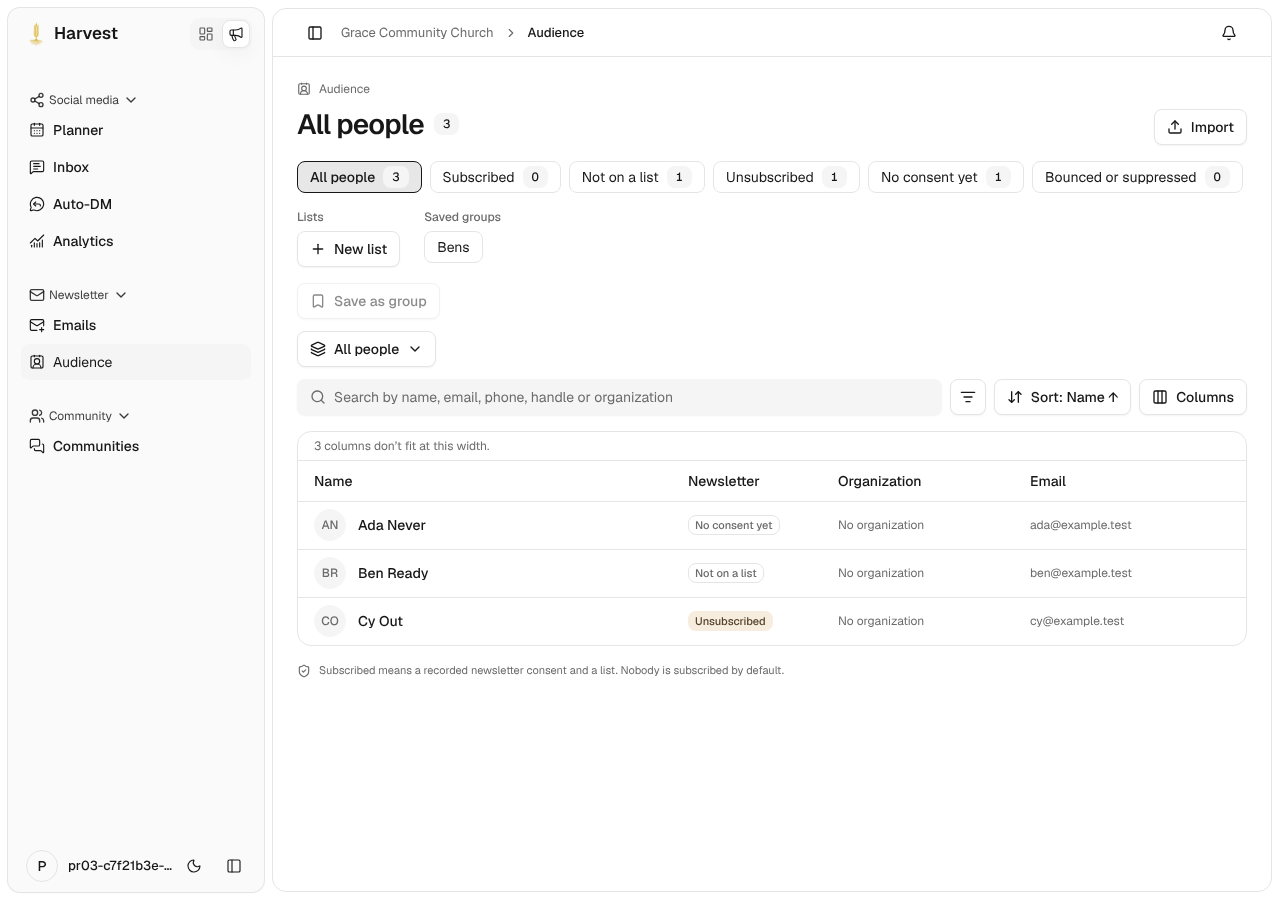 Harvest
Grace Community Church > Audience
Social media
Planner
Inbox
Auto-DM
Analytics
Newsletter
Emails
Audience
Community
Communities
P pr03-c7f21b3e-...
Audience
All people 3
Import
All people 3 Subscribed 0 Not on a list 1 Unsubscribed 1 No consent yet 1 Bounced or suppressed 0
Lists Saved groups
New list Bens
Save as group
All people
Search by name, email, phone, handle or organization Sort: Name ↑ Columns
3 columns don't fit at this width.
Name Newsletter Organization Email
AN Ada Never No consent yet No organization ada@example.test
BR Ben Ready Not on a list No organization ben@example.test
CO Cy Out Unsubscribed No organization cy@example.test
Subscribed means a recorded newsletter consent and a list. Nobody is subscribed by default.